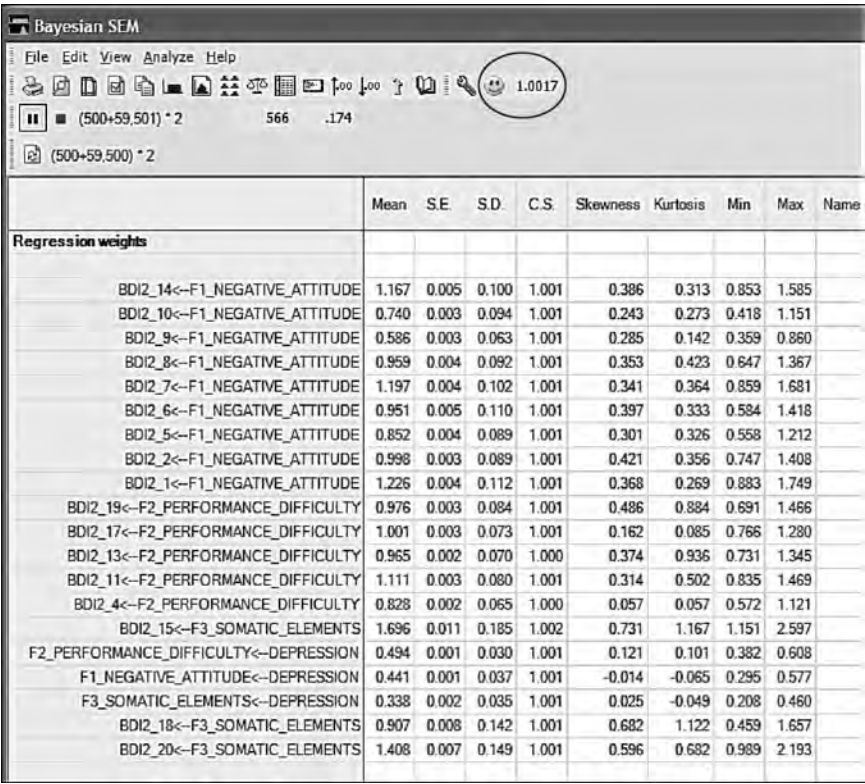 Bayesian SEM
File Edit View Analyze Help
1.0017
(500+59,501) * 2 566 .174
(500+59,500) * 2
Mean S.E. S.D. C.S. Skewness Kurtosis Min Max Name
Regression weights
BDI2_14<--F1_NEGATIVE_ATTITUDE 1.167 0.005 0.100 1.001 0.386 0.313 0.853 1.585
BDI2_10<--F1_NEGATIVE_ATTITUDE 0.740 0.003 0.094 1.001 0.243 0.273 0.418 1.151
BDI2_9<--F1_NEGATIVE_ATTITUDE 0.586 0.003 0.063 1.001 0.285 0.142 0.359 0.860
BDI2_8<--F1_NEGATIVE_ATTITUDE 0.959 0.004 0.092 1.001 0.353 0.423 0.647 1.367
BDI2_7<--F1_NEGATIVE_ATTITUDE 1.197 0.004 0.102 1.001 0.341 0.364 0.859 1.681
BDI2_6<--F1_NEGATIVE_ATTITUDE 0.951 0.005 0.110 1.001 0.397 0.333 0.584 1.418
BDI2_5<--F1_NEGATIVE_ATTITUDE 0.852 0.004 0.089 1.001 0.301 0.326 0.558 1.212
BDI2_2<--F1_NEGATIVE_ATTITUDE 0.998 0.003 0.089 1.001 0.421 0.356 0.747 1.408
BDI2_1<--F1_NEGATIVE_ATTITUDE 1.226 0.004 0.112 1.001 0.368 0.269 0.883 1.749
BDI2_19<--F2_PERFORMANCE_DIFFICULTY 0.976 0.003 0.084 1.001 0.486 0.884 0.691 1.466
BDI2_17<--F2_PERFORMANCE_DIFFICULTY 1.001 0.003 0.073 1.001 0.162 0.085 0.766 1.280
BDI2_13<--F2_PERFORMANCE_DIFFICULTY 0.965 0.002 0.070 1.000 0.374 0.936 0.731 1.345
BDI2_11<--F2_PERFORMANCE_DIFFICULTY 1.111 0.003 0.080 1.001 0.314 0.502 0.835 1.469
BDI2_4<--F2_PERFORMANCE_DIFFICULTY 0.828 0.002 0.065 1.000 0.057 0.057 0.572 1.121
BDI2_15<--F3_SOMATIC_ELEMENTS 1.696 0.011 0.185 1.002 0.731 1.167 1.151 2.597
F2_PERFORMANCE_DIFFICULTY<--DEPRESSION 0.494 0.001 0.030 1.001 0.121 0.101 0.382 0.608
F1_NEGATIVE_ATTITUDE<--DEPRESSION 0.441 0.001 0.037 1.001 -0.014 -0.065 0.295 0.577
F3_SOMATIC_ELEMENTS<--DEPRESSION 0.338 0.002 0.035 1.001 0.025 -0.049 0.208 0.460
BDI2_18<--F3_SOMATIC_ELEMENTS 0.907 0.008 0.142 1.001 0.682 1.122 0.459 1.657
BDI2_20<--F3_SOMATIC_ELEMENTS 1.408 0.007 0.149 1.001 0.596 0.682 0.989 2.193